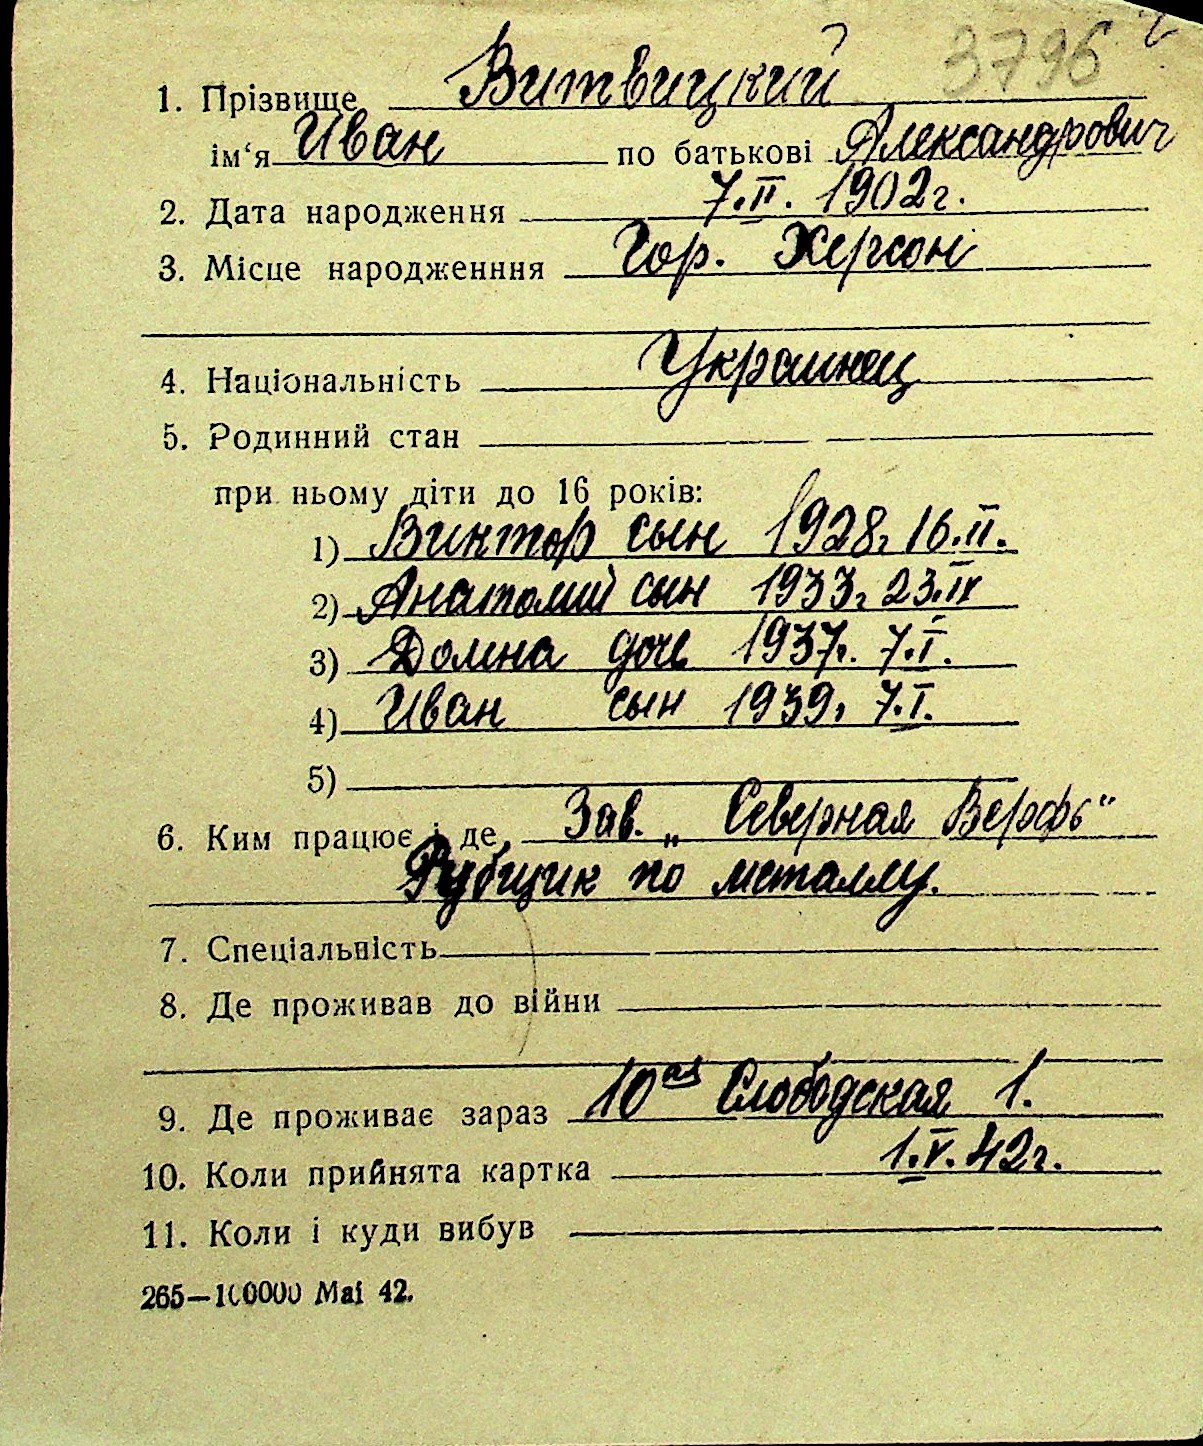 3796
1. Прізвище Витвицкий
ім‘я Иван по батькові Александрович
2. Дата народження 7.II. 1902г.
3. Місце народженння Гор. Херсон
4. Національність Украинец
5. Родинний стан
при ньому діти до 16 років:
1) Виктор сын 1928г 16.II.
2) Анатолий сын 1933г 23.IX
3) Домна дочь 1937г. 7.I.
4) Иван сын 1939г 7.I.
5)
6. Ким працює і де Зав. „Северная Верфь“
Рубщик по металлу.
7. Спеціальність
8. Де проживав до війни
9. Де проживає зараз 10ая Слободская 1.
10. Коли прийнята картка 1.V.42г.
11. Коли і куди вибув
265—100000 Mai 42.